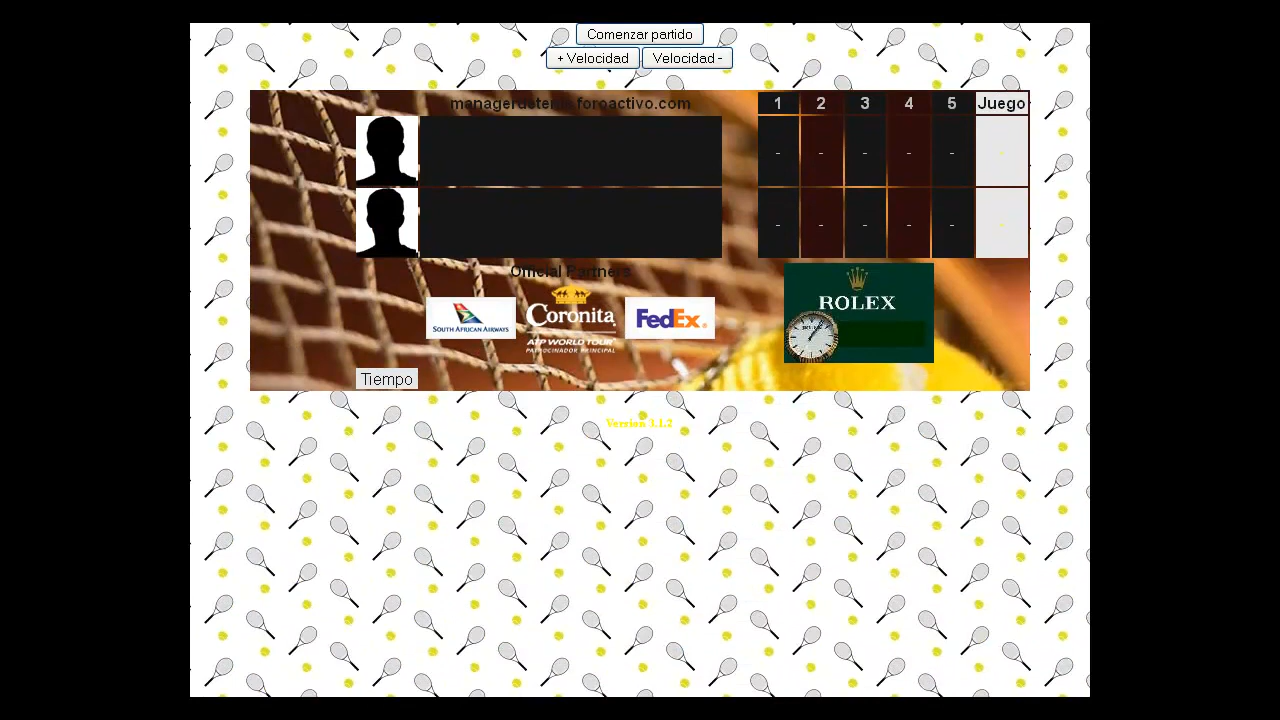 Comenzar partido
+ Velocidad Velocidad -
managerdetenis.foroactivo.com
1 2 3 4 5 Juego
- - - - - -
- - - - - -
Official Partners
SOUTH AFRICAN AIRWAYS
Coronita
ATP WORLD TOUR
PATROCINADOR PRINCIPAL
FedEx.
ROLEX
Tiempo
Version 3.1.2